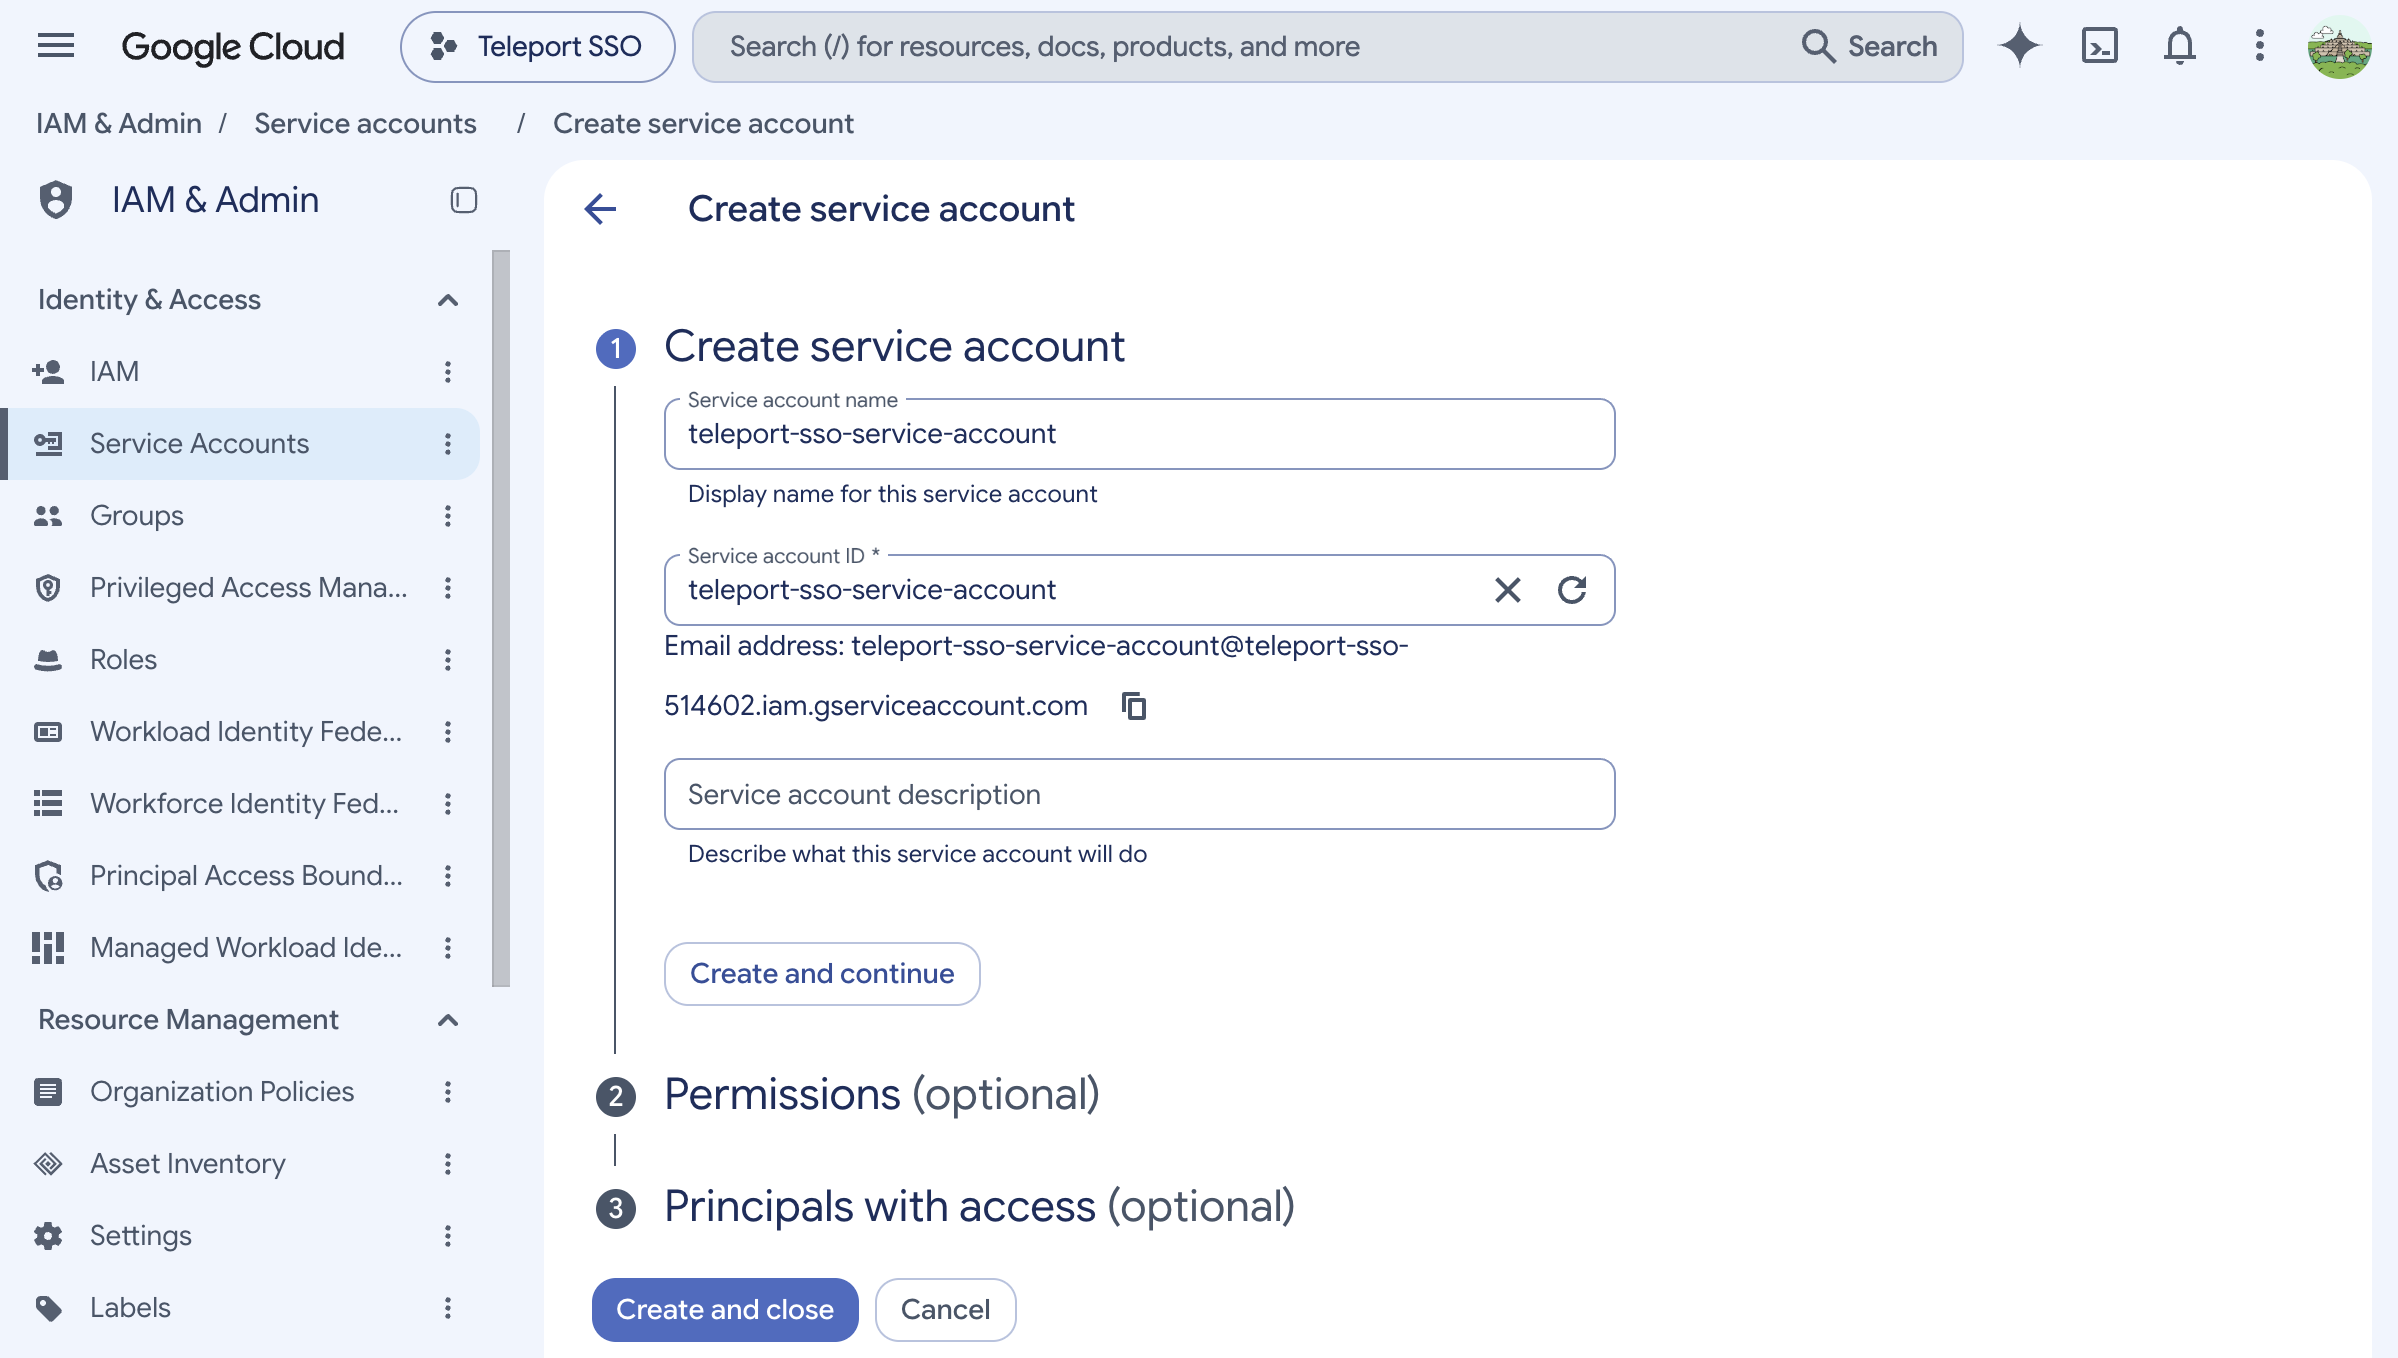 Google Cloud
Teleport SSO
Search (/) for resources, docs, products, and more
Search
IAM & Admin / Service accounts / Create service account
IAM & Admin
Identity & Access
IAM
Service Accounts
Groups
Privileged Access Mana...
Roles
Workload Identity Fede...
Workforce Identity Fed...
Principal Access Bound...
Managed Workload Ide...
Resource Management
Organization Policies
Asset Inventory
Settings
Labels
Create service account
1 Create service account
Service account name
teleport-sso-service-account
Display name for this service account
Service account ID *
teleport-sso-service-account
Email address: teleport-sso-service-account@teleport-sso-
514602.iam.gserviceaccount.com
Service account description
Describe what this service account will do
Create and continue
2 Permissions (optional)
3 Principals with access (optional)
Create and close
Cancel